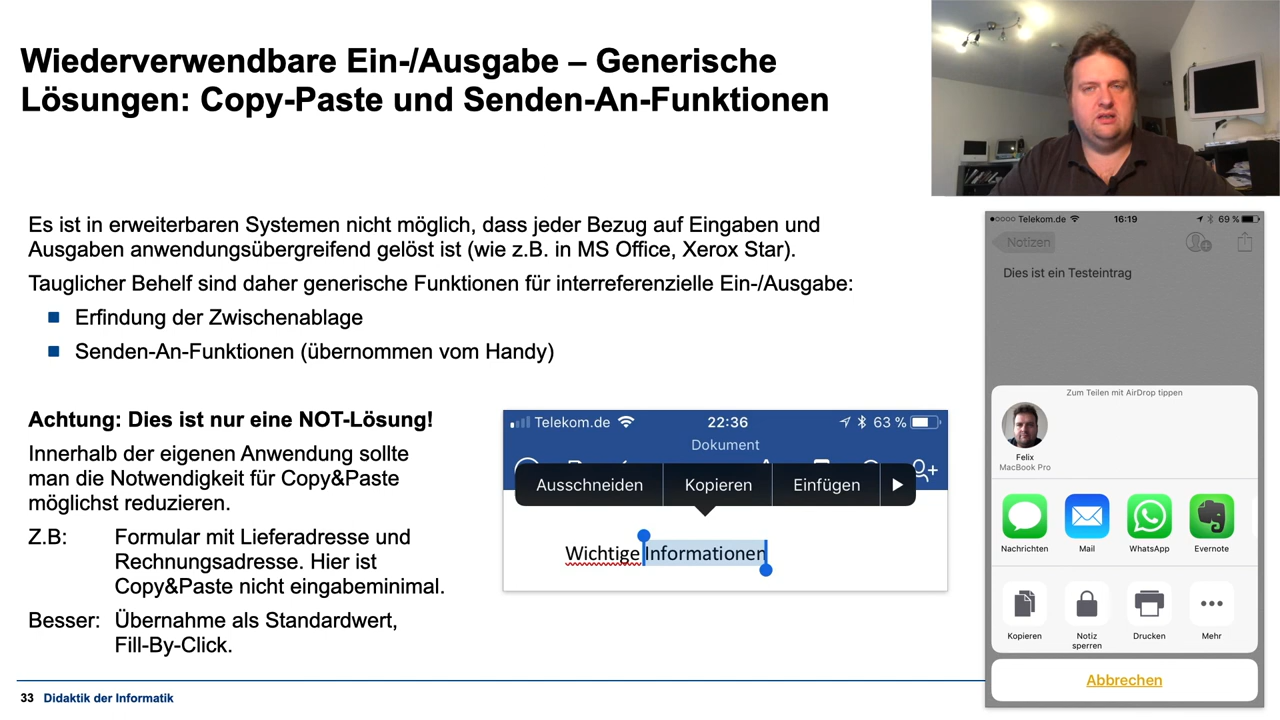 Wiederverwendbare Ein-/Ausgabe – Generische
Lösungen: Copy-Paste und Senden-An-Funktionen
Es ist in erweiterbaren Systemen nicht möglich, dass jeder Bezug auf Eingaben und
Ausgaben anwendungsübergreifend gelöst ist (wie z.B. in MS Office, Xerox Star).
Tauglicher Behelf sind daher generische Funktionen für interreferenzielle Ein-/Ausgabe:
Erfindung der Zwischenablage
Senden-An-Funktionen (übernommen vom Handy)
Achtung: Dies ist nur eine NOT-Lösung!
Innerhalb der eigenen Anwendung sollte
man die Notwendigkeit für Copy&Paste
möglichst reduzieren.
Z.B: Formular mit Lieferadresse und
Rechnungsadresse. Hier ist
Copy&Paste nicht eingabeminimal.
Besser: Übernahme als Standardwert,
Fill-By-Click.
Telekom.de 22:36 63 %
Dokument
Ausschneiden Kopieren Einfügen
Wichtige Informationen
Telekom.de 16:19 69 %
Notizen
Dies ist ein Testeintrag
Zum Teilen mit AirDrop tippen
Felix
MacBook Pro
Nachrichten Mail WhatsApp Evernote
Kopieren Notiz Drucken Mehr
sperren
Abbrechen
33 Didaktik der Informatik